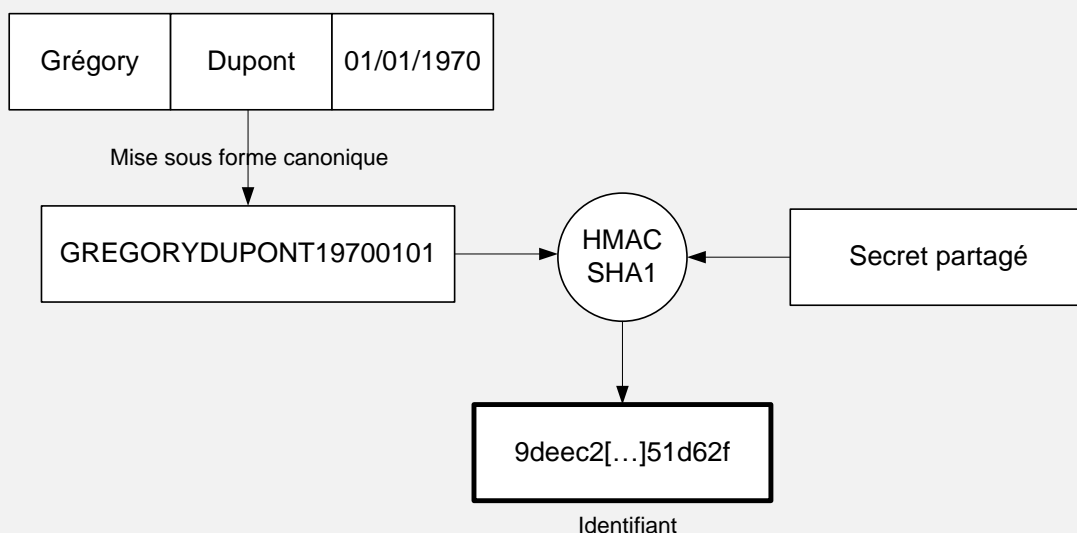 Grégory Dupont 01/01/1970
Mise sous forme canonique
GREGORYDUPONT19700101
HMAC
SHA1
Secret partagé
9deec2[…]51d62f
Identifiant